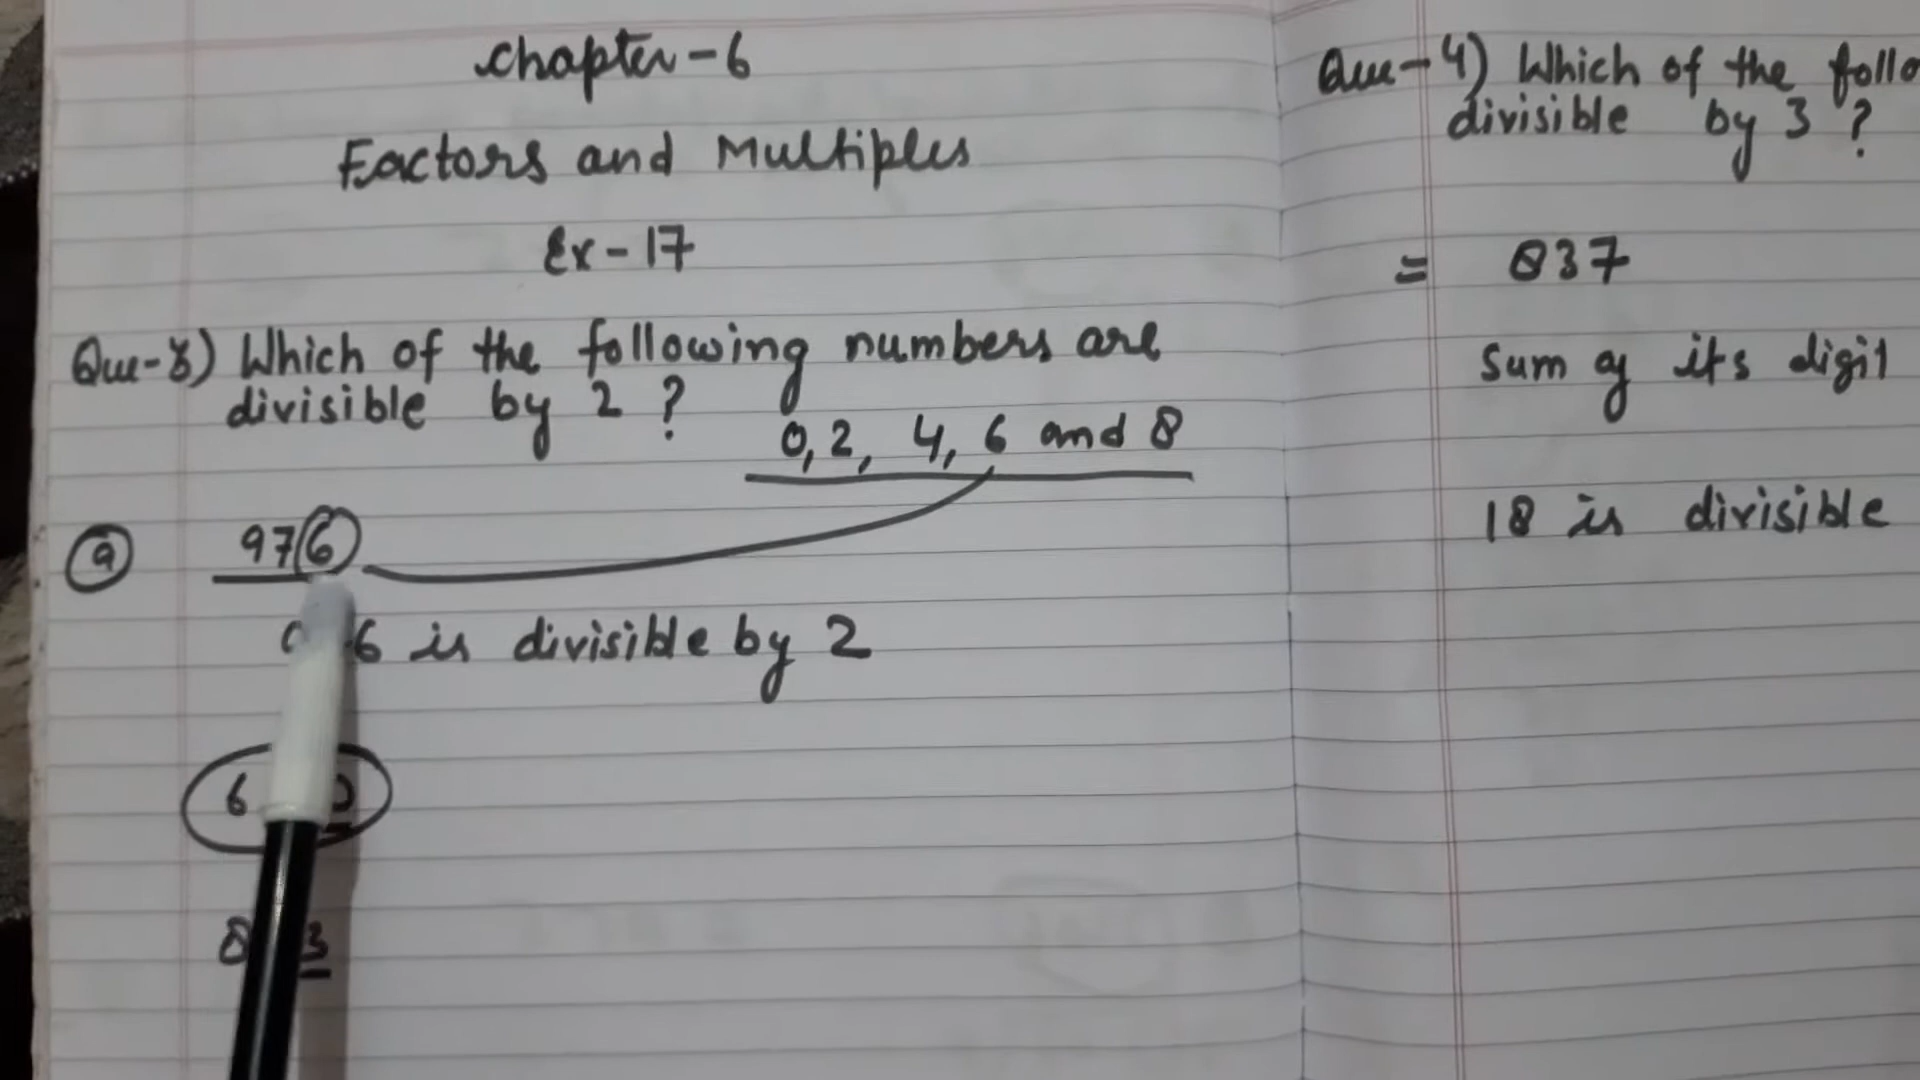 Chapter-6
Factors and Multiples
Ex-17
Que-3) Which of the following numbers are
divisible by 2 ?
0, 2, 4, 6 and 8
a 976
6 is divisible by 2
Que-4) Which of the
divisible by 3 ?
= 837
Sum of its digit
18 is divisible